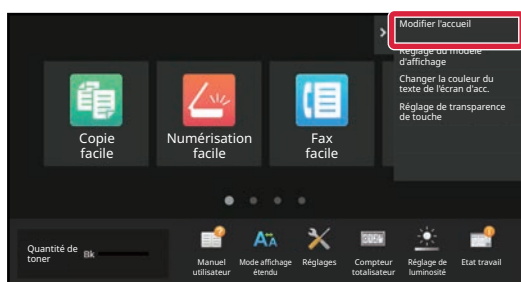 Modifier l'accueil
Réglage du modèle
d'affichage
Changer la couleur du
texte de l'écran d'acc.
Réglage de transparence
de touche
Copie
facile
Numérisation
facile
Fax
facile
Quantité de
toner
Bk
Manuel
utilisateur
Mode affichage
étendu
Réglages
Compteur
totalisateur
Réglage de
luminosité
Etat travail